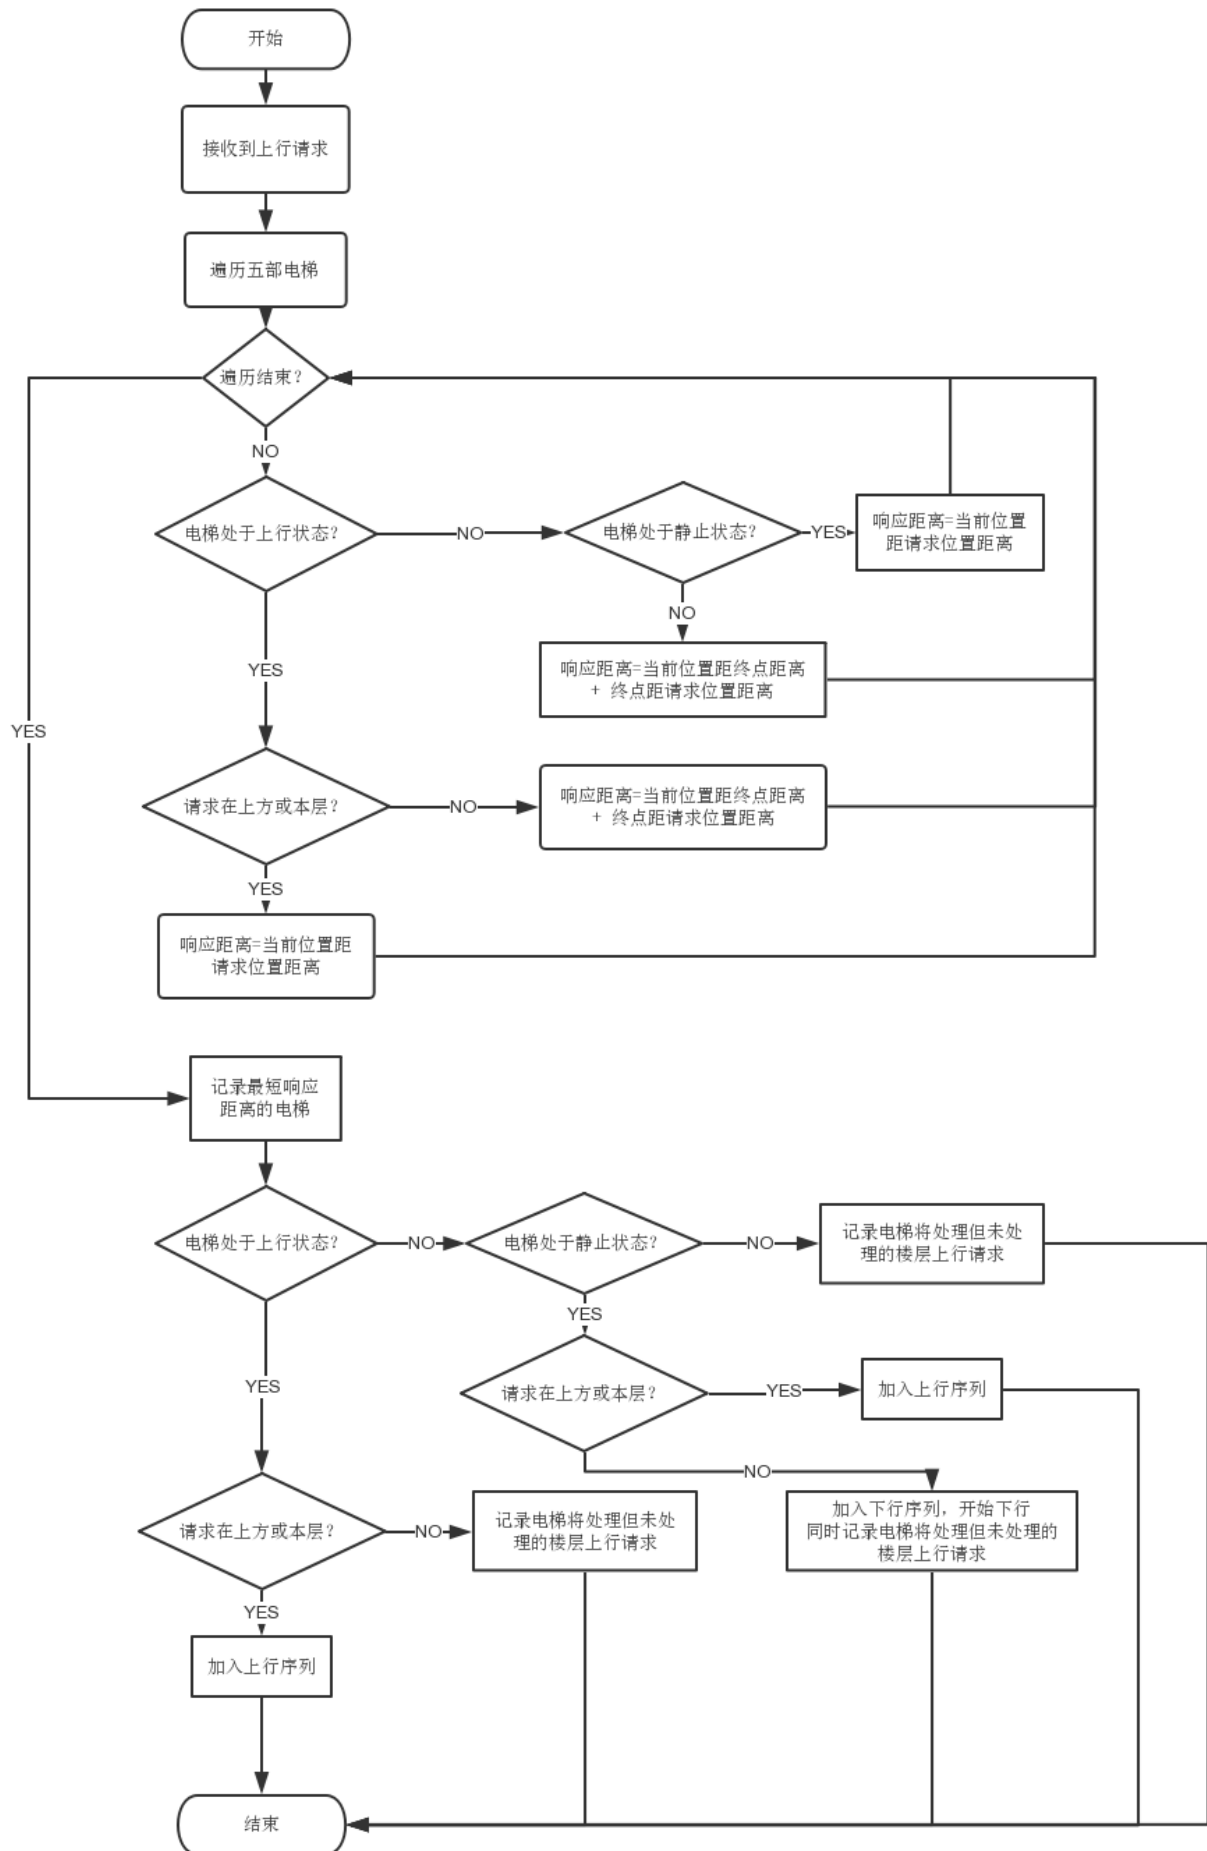 开始
接收到上行请求
遍历五部电梯
遍历结束?
NO
电梯处于上行状态?
NO
电梯处于静止状态?
YES
响应距离=当前位置
距请求位置距离
NO
响应距离=当前位置距终点距离
+ 终点距请求位置距离
YES
YES
请求在上方或本层?
NO
响应距离=当前位置距终点距离
+ 终点距请求位置距离
YES
响应距离=当前位置距
请求位置距离
记录最短响应
距离的电梯
电梯处于上行状态?
NO
电梯处于静止状态?
NO
记录电梯将处理但未处
理的楼层上行请求
YES
YES
请求在上方或本层?
YES
加入上行序列
NO
请求在上方或本层?
NO
记录电梯将处理但未处
理的楼层上行请求
加入下行序列，开始下行
同时记录电梯将处理但未处理的
楼层上行请求
YES
加入上行序列
结束